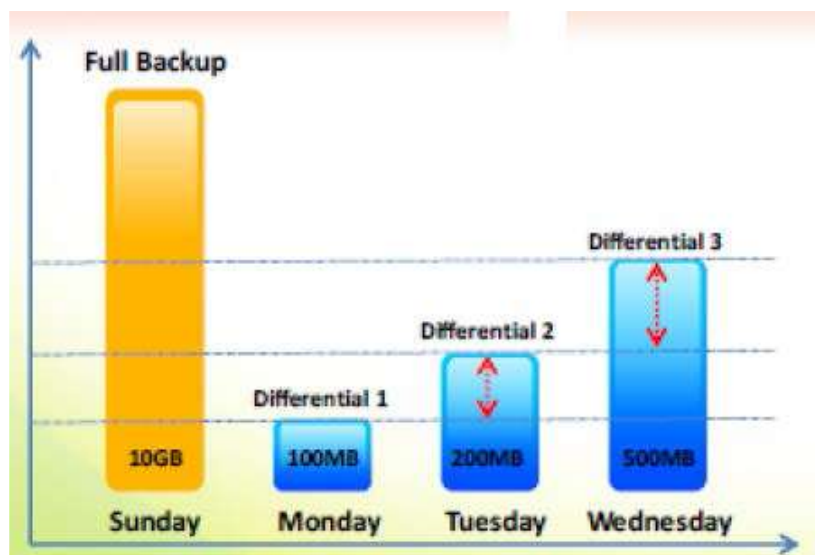 Full Backup
Differential 3
Differential 2
Differential 1
10GB
100MB
200MB
500MB
Sunday
Monday
Tuesday
Wednesday